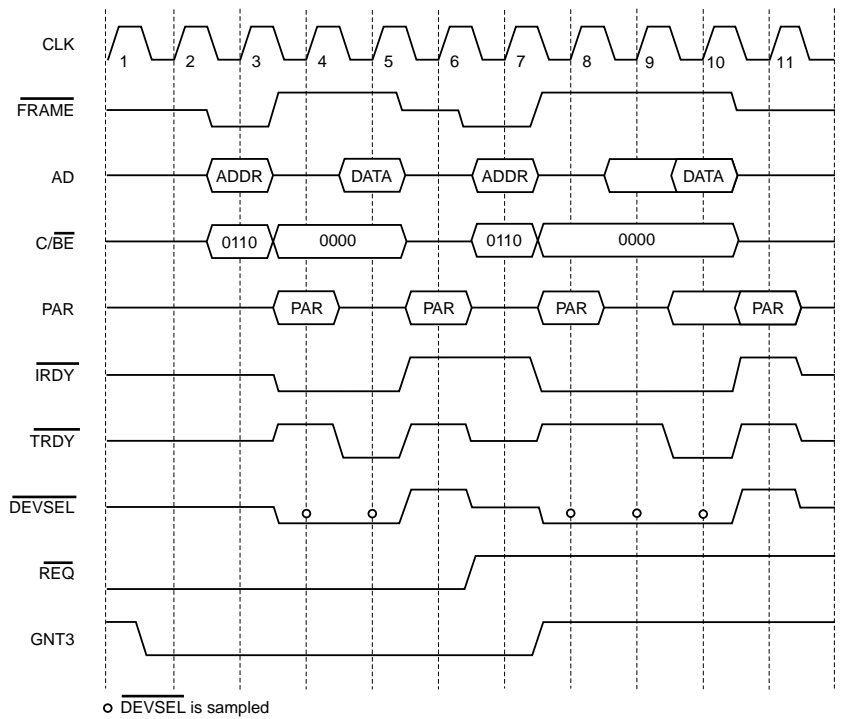 CLK
1 2 3 4 5 6 7 8 9 10 11
FRAME
AD
ADDR DATA ADDR DATA
C/BE
0110 0000 0110 0000
PAR
PAR PAR PAR PAR
IRDY
TRDY
DEVSEL
REQ
GNT3
DEVSEL is sampled